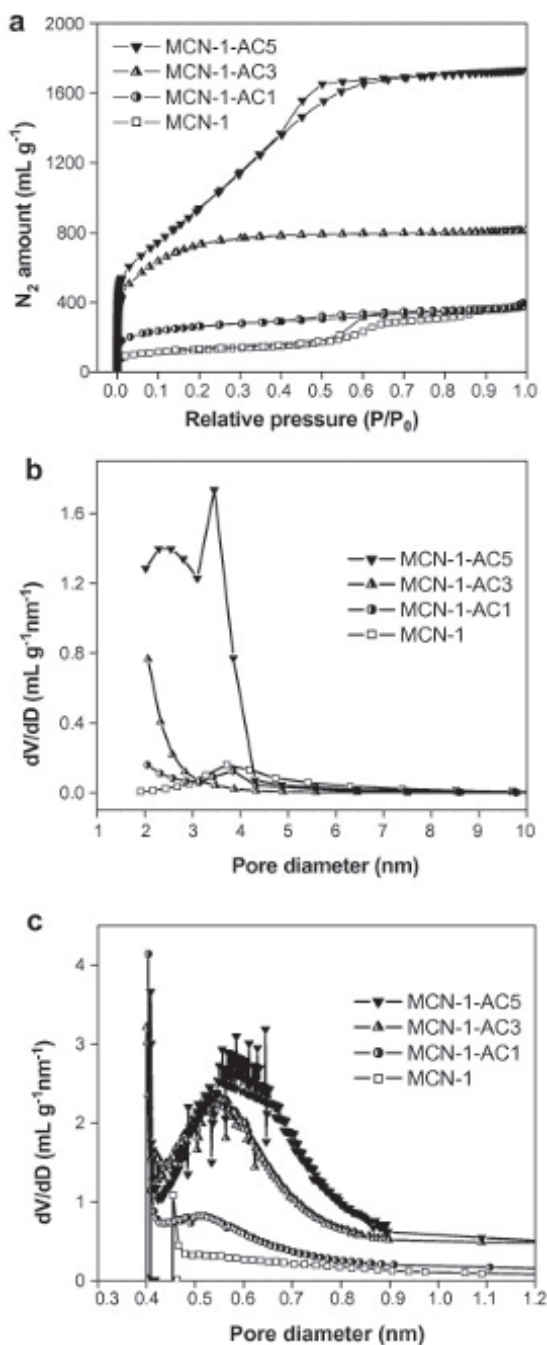 a
MCN-1-AC5
MCN-1-AC3
MCN-1-AC1
MCN-1
N₂ amount (mL g⁻¹)
2000
1600
1200
800
400
0
0.0 0.1 0.2 0.3 0.4 0.5 0.6 0.7 0.8 0.9 1.0
Relative pressure (P/P₀)
b
MCN-1-AC5
MCN-1-AC3
MCN-1-AC1
MCN-1
dV/dD (mL g⁻¹nm⁻¹)
1.6
1.2
0.8
0.4
0.0
1 2 3 4 5 6 7 8 9 10
Pore diameter (nm)
c
MCN-1-AC5
MCN-1-AC3
MCN-1-AC1
MCN-1
dV/dD (mL g⁻¹nm⁻¹)
4
3
2
1
0
0.3 0.4 0.5 0.6 0.7 0.8 0.9 1.0 1.1 1.2
Pore diameter (nm)